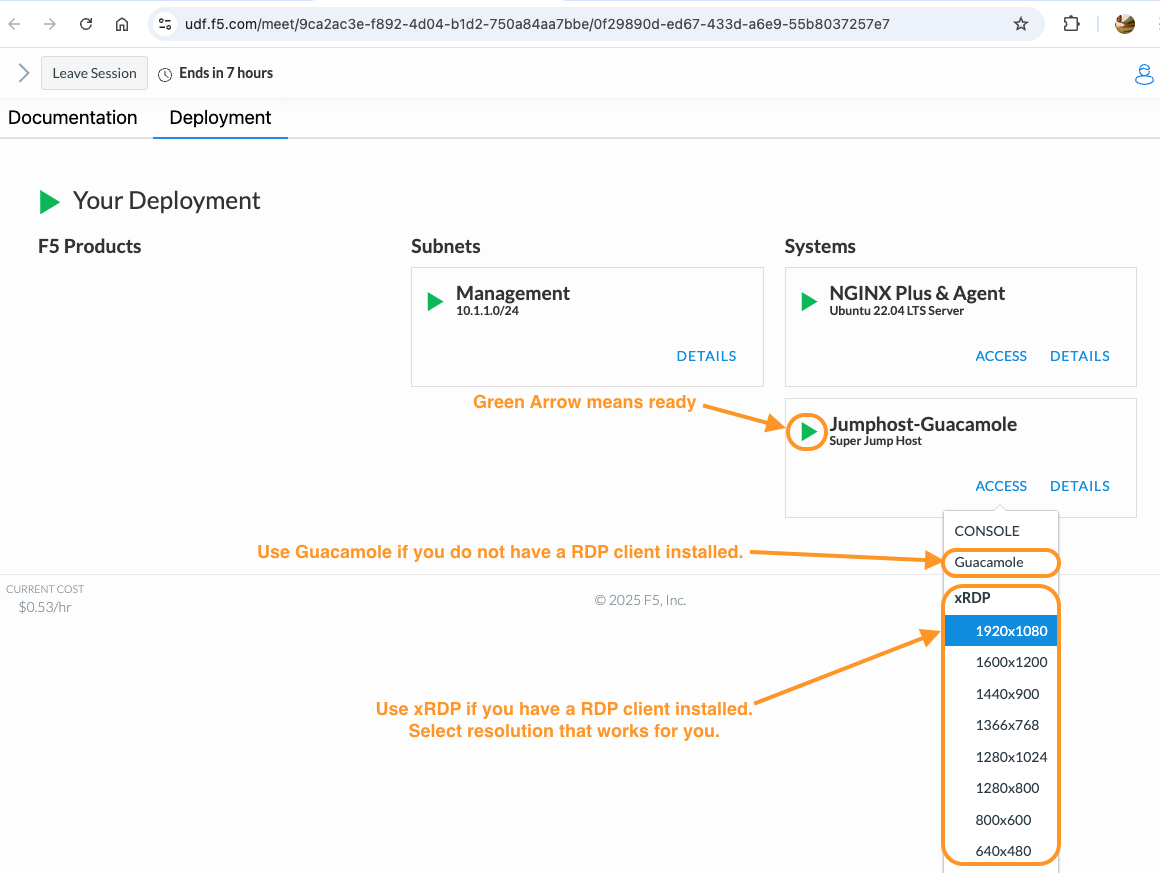 udf.f5.com/meet/9ca2ac3e-f892-4d04-b1d2-750a84aa7bbe/0f29890d-ed67-433d-a6e9-55b8037257e7
Leave Session
Ends in 7 hours
Documentation
Deployment
Your Deployment
F5 Products
Subnets
Systems
Management
10.1.1.0/24
DETAILS
NGINX Plus & Agent
Ubuntu 22.04 LTS Server
ACCESS
DETAILS
Green Arrow means ready
Jumphost-Guacamole
Super Jump Host
ACCESS
DETAILS
CONSOLE
Use Guacamole if you do not have a RDP client installed.
Guacamole
CURRENT COST
$0.53/hr
© 2025 F5, Inc.
xRDP
1920x1080
1600x1200
1440x900
Use xRDP if you have a RDP client installed.
Select resolution that works for you.
1366x768
1280x1024
1280x800
800x600
640x480